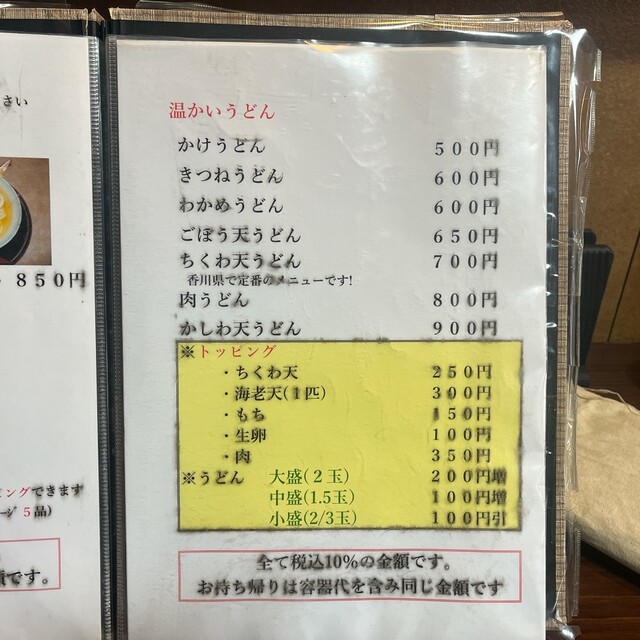 さい
850円
ングできます
ージ 5品)
額です。
温かいうどん
かけうどん 500円
きつねうどん 600円
わかめうどん 600円
ごぼう天うどん 650円
ちくわ天うどん 700円
香川県で定番のメニューです!
肉うどん 800円
かしわ天うどん 900円
※トッピング
・ちくわ天 250円
・海老天(1匹) 300円
・もち 150円
・生卵 100円
・肉 350円
※うどん 大盛(2玉) 200円増
中盛(1.5玉) 100円増
小盛(2/3玉) 100円引
全て税込10%の金額です。
お持ち帰りは容器代を含み同じ金額です